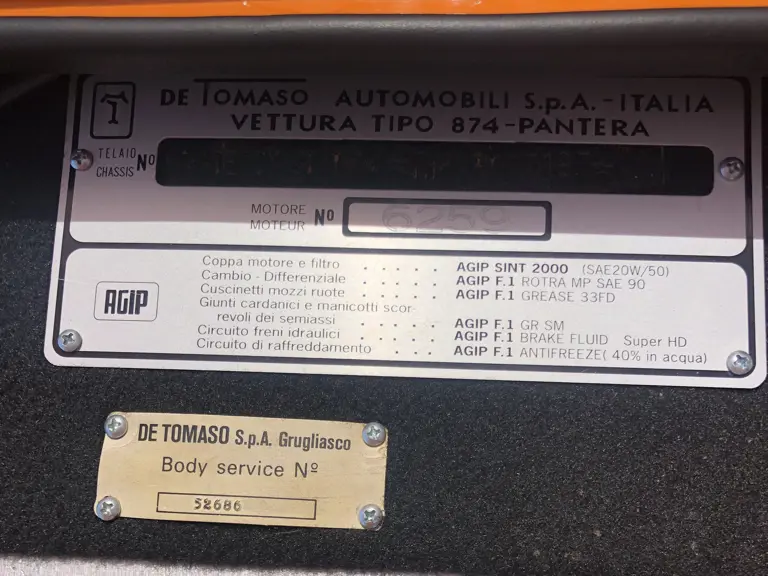 DE TOMASO AUTOMOBILI S.p.A.-ITALIA
VETTURA TIPO 874-PANTERA
TELAIO
CHASSIS Nº
MOTORE
MOTEUR Nº 6259
AGIP
Coppa motore e filtro ..... AGIP SINT 2000 (SAE20W/50)
Cambio - Differenziale ..... AGIP F.1 ROTRA MP SAE 90
Cuscinetti mozzi ruote ..... AGIP F.1 GREASE 33FD
Giunti cardanici e manicotti scor-
revoli dei semiassi ..... AGIP F.1 GR SM
Circuito freni idraulici ..... AGIP F.1 BRAKE FLUID Super HD
Circuito di raffreddamento ... AGIP F.1 ANTIFREEZE( 40% in acqua)
DE TOMASO S.p.A. Grugliasco
Body service Nº
52686